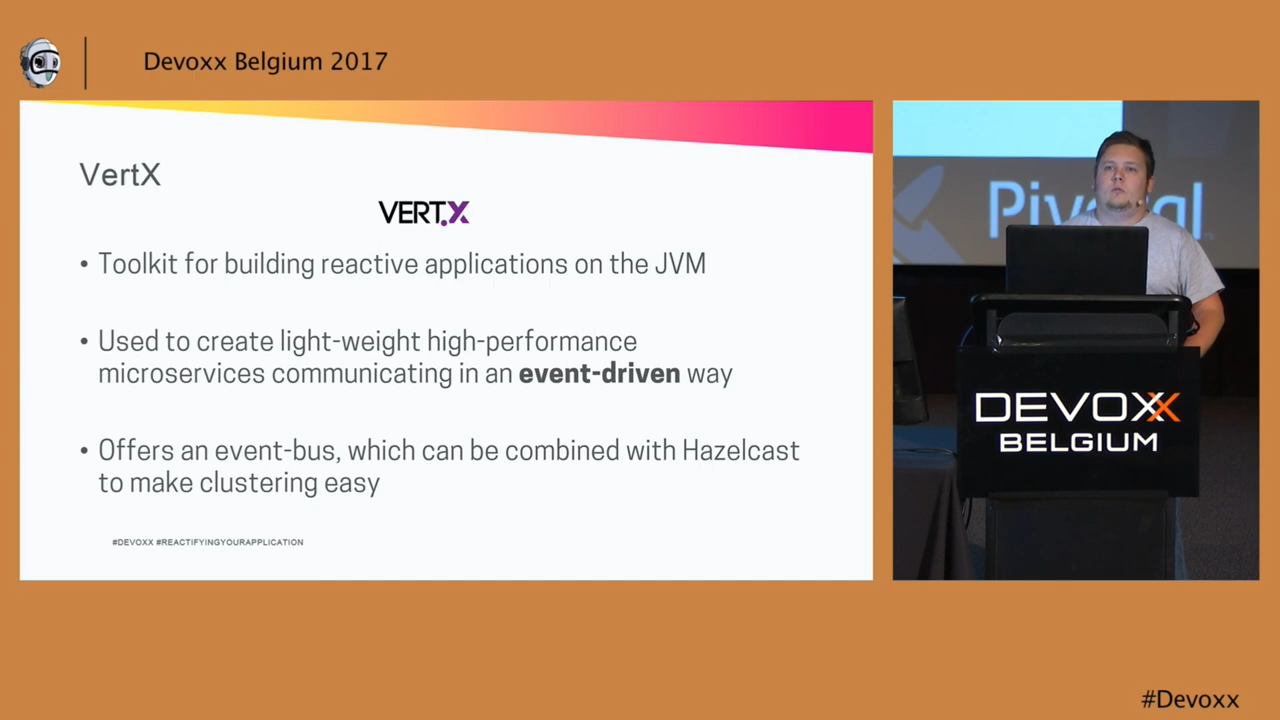 Devoxx Belgium 2017
VertX
VERT.X
• Toolkit for building reactive applications on the JVM
• Used to create light-weight high-performance
microservices communicating in an event-driven way
• Offers an event-bus, which can be combined with Hazelcast
to make clustering easy
#DEVOXX #REACTIFYINGYOURAPPLICATION
DEVOXX
BELGIUM
#Devoxx